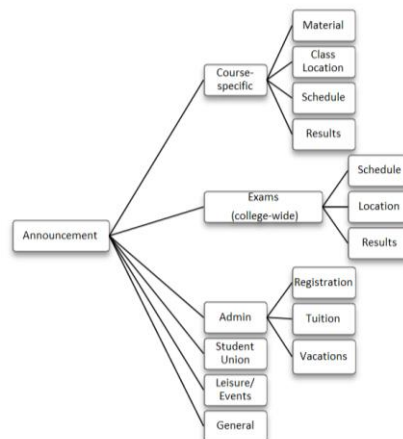 Material
Course-
specific
Class
Location
Schedule
Results
Announcement
Exams
(college-wide)
Schedule
Location
Results
Admin
Registration
Tuition
Vacations
Student
Union
Leisure/
Events
General